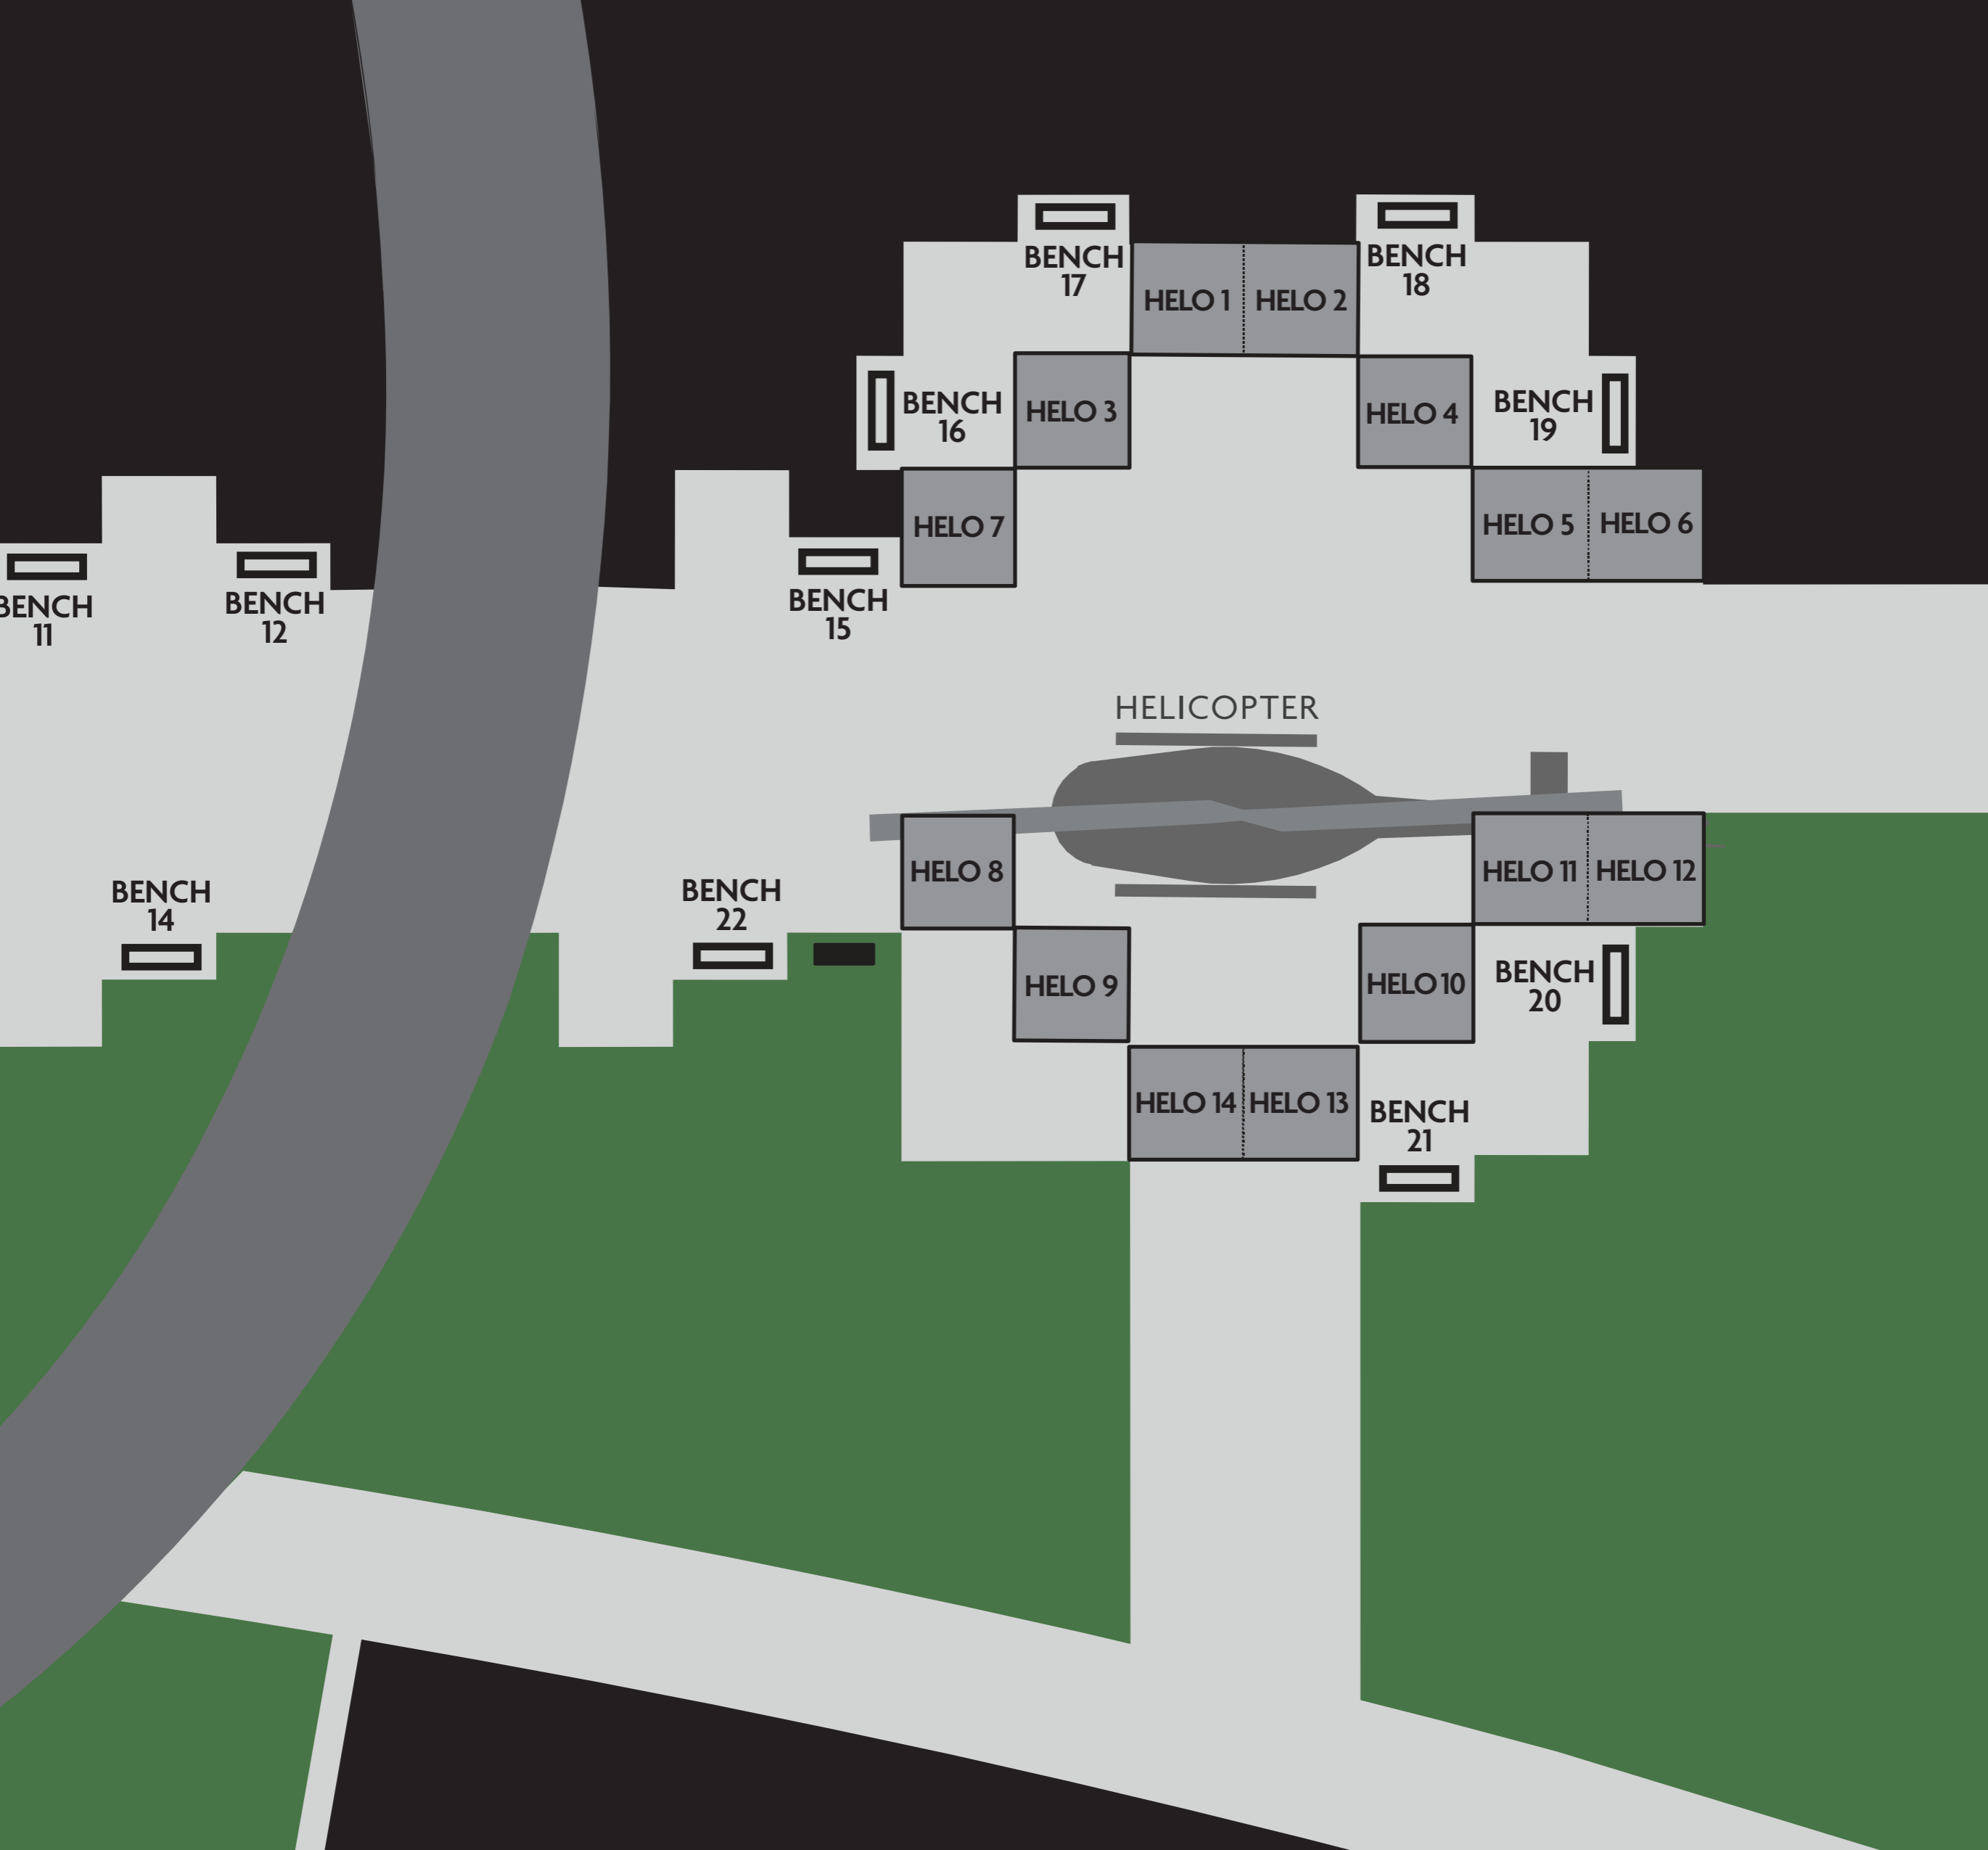 BENCH
17
BENCH
18
HELO 1
HELO 2
BENCH
16
HELO 3
HELO 4
BENCH
19
HELO 7
HELO 5
HELO 6
BENCH
11
BENCH
12
BENCH
15
HELICOPTER
BENCH
14
BENCH
22
HELO 8
HELO 11
HELO 12
HELO 9
HELO 10
BENCH
20
HELO 14
HELO 13
BENCH
21